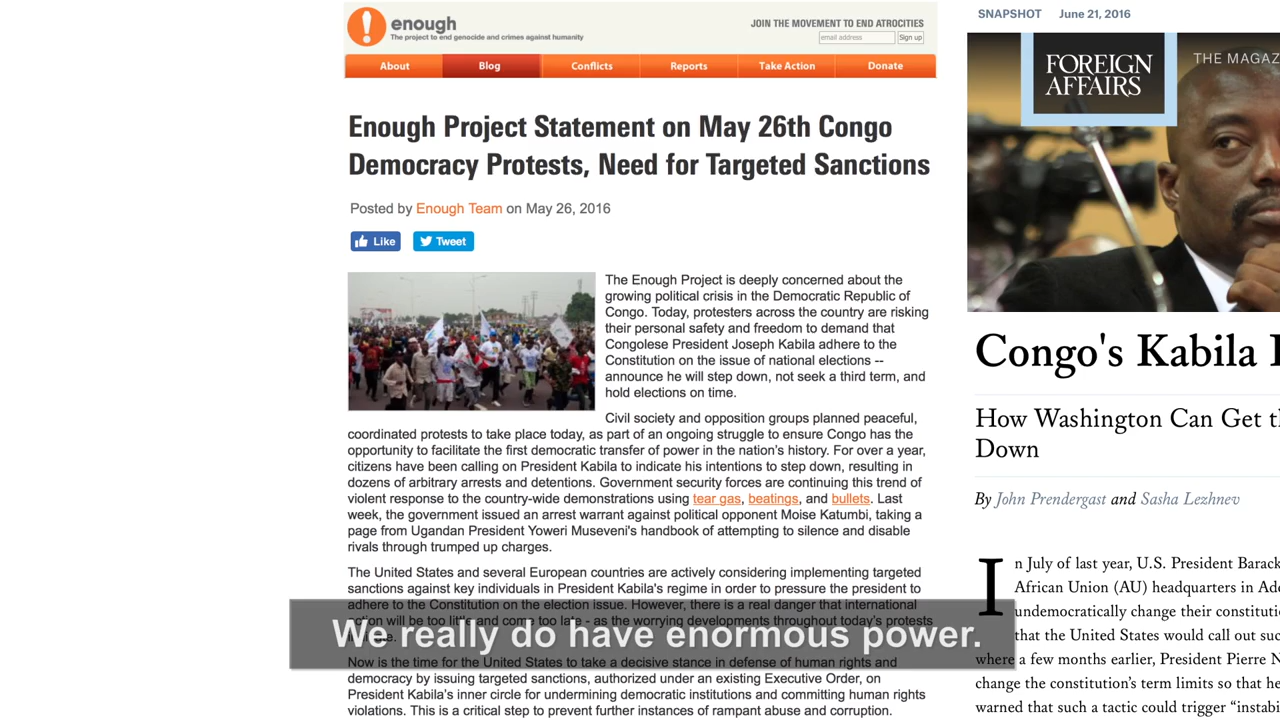 enough
The project to end genocide and crimes against humanity
JOIN THE MOVEMENT TO END ATROCITIES
email address
Sign up
About
Blog
Conflicts
Reports
Take Action
Donate
Enough Project Statement on May 26th Congo
Democracy Protests, Need for Targeted Sanctions
Posted by Enough Team on May 26, 2016
Like
Tweet
The Enough Project is deeply concerned about the
growing political crisis in the Democratic Republic of
Congo. Today, protesters across the country are risking
their personal safety and freedom to demand that
Congolese President Joseph Kabila adhere to the
Constitution on the issue of national elections --
announce he will step down, not seek a third term, and
hold elections on time.
Civil society and opposition groups planned peaceful,
coordinated protests to take place today, as part of an ongoing struggle to ensure Congo has the
opportunity to facilitate the first democratic transfer of power in the nation's history. For over a year,
citizens have been calling on President Kabila to indicate his intentions to step down, resulting in
dozens of arbitrary arrests and detentions. Government security forces are continuing this trend of
violent response to the country-wide demonstrations using tear gas, beatings, and bullets. Last
week, the government issued an arrest warrant against political opponent Moise Katumbi, taking a
page from Ugandan President Yoweri Museveni's handbook of attempting to silence and disable
rivals through trumped up charges.
The United States and several European countries are actively considering implementing targeted
sanctions against key individuals in President Kabila's regime in order to pressure the president to
adhere to the Constitution on the election issue. However, there is a real danger that international
action will be too little and come too late - as the worrying developments throughout today's protests
We really do have enormous power.
Now is the time for the United States to take a decisive stance in defense of human rights and
democracy by issuing targeted sanctions, authorized under an existing Executive Order, on
President Kabila's inner circle for undermining democratic institutions and committing human rights
violations. This is a critical step to prevent further instances of rampant abuse and corruption.
SNAPSHOT June 21, 2016
FOREIGN
AFFAIRS
THE MAGAZ
Congo's Kabila
How Washington Can Get
Down
By John Prendergast and Sasha Lezhnev
In July of last year, U.S. President Barack
African Union (AU) headquarters in
undemocratically change their
that the United States would call out
where a few months earlier, President Pierre N
change the constitution's term limits so that he
warned that such a tactic could trigger "instabi